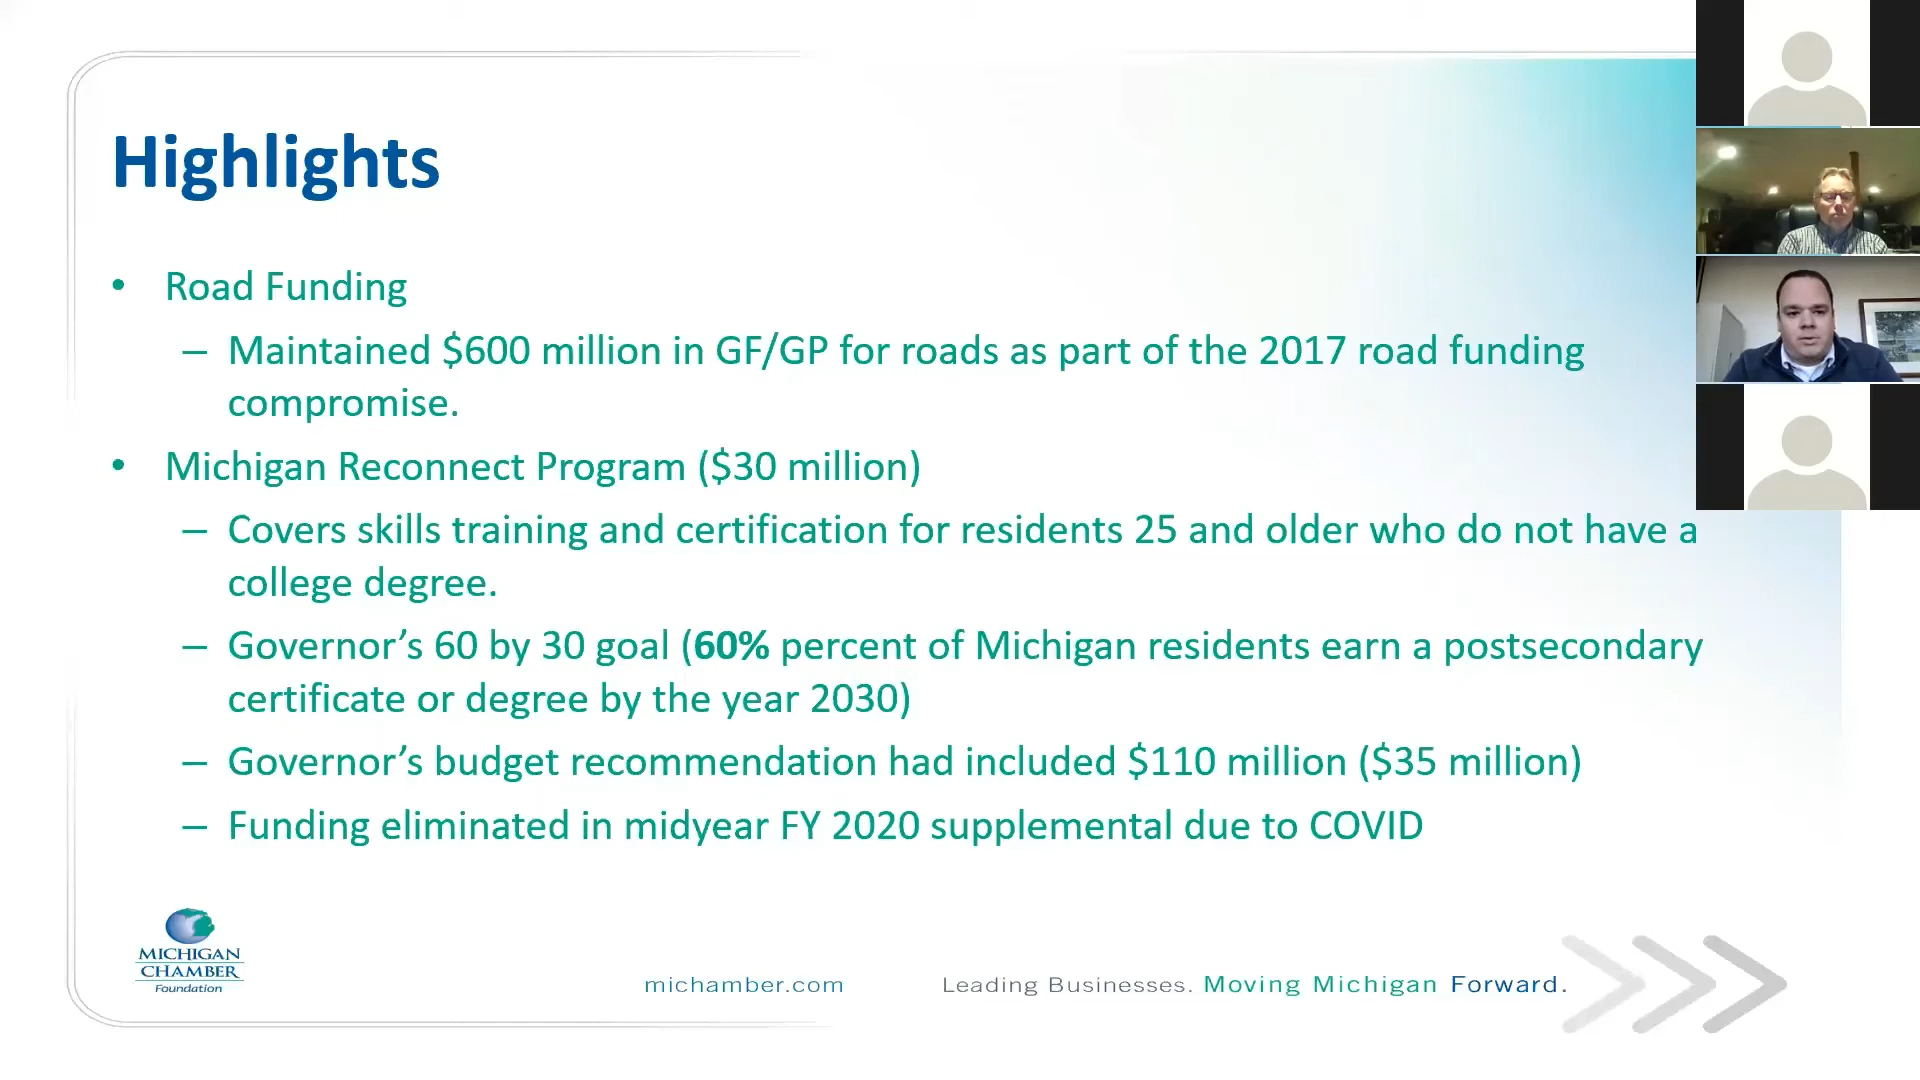 Highlights
• Road Funding
– Maintained $600 million in GF/GP for roads as part of the 2017 road funding
compromise.
• Michigan Reconnect Program ($30 million)
– Covers skills training and certification for residents 25 and older who do not have a
college degree.
– Governor’s 60 by 30 goal (60% percent of Michigan residents earn a postsecondary
certificate or degree by the year 2030)
– Governor’s budget recommendation had included $110 million ($35 million)
– Funding eliminated in midyear FY 2020 supplemental due to COVID
MICHIGAN
CHAMBER
Foundation
michamber.com
Leading Businesses. Moving Michigan Forward.